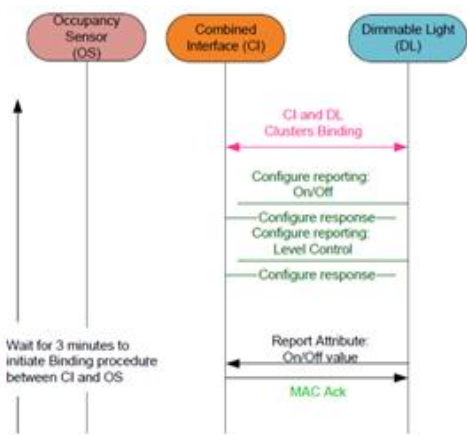 Occupancy
Sensor
(OS)
Combined
Interface (CI)
Dimmable Light
(DL)
CI and DL
Clusters Binding
Configure reporting:
On/Off
Configure response
Configure reporting:
Level Control
Configure response
Wait for 3 minutes to
initiate Binding procedure
between CI and OS
Report Attribute:
On/Off value
MAC Ack